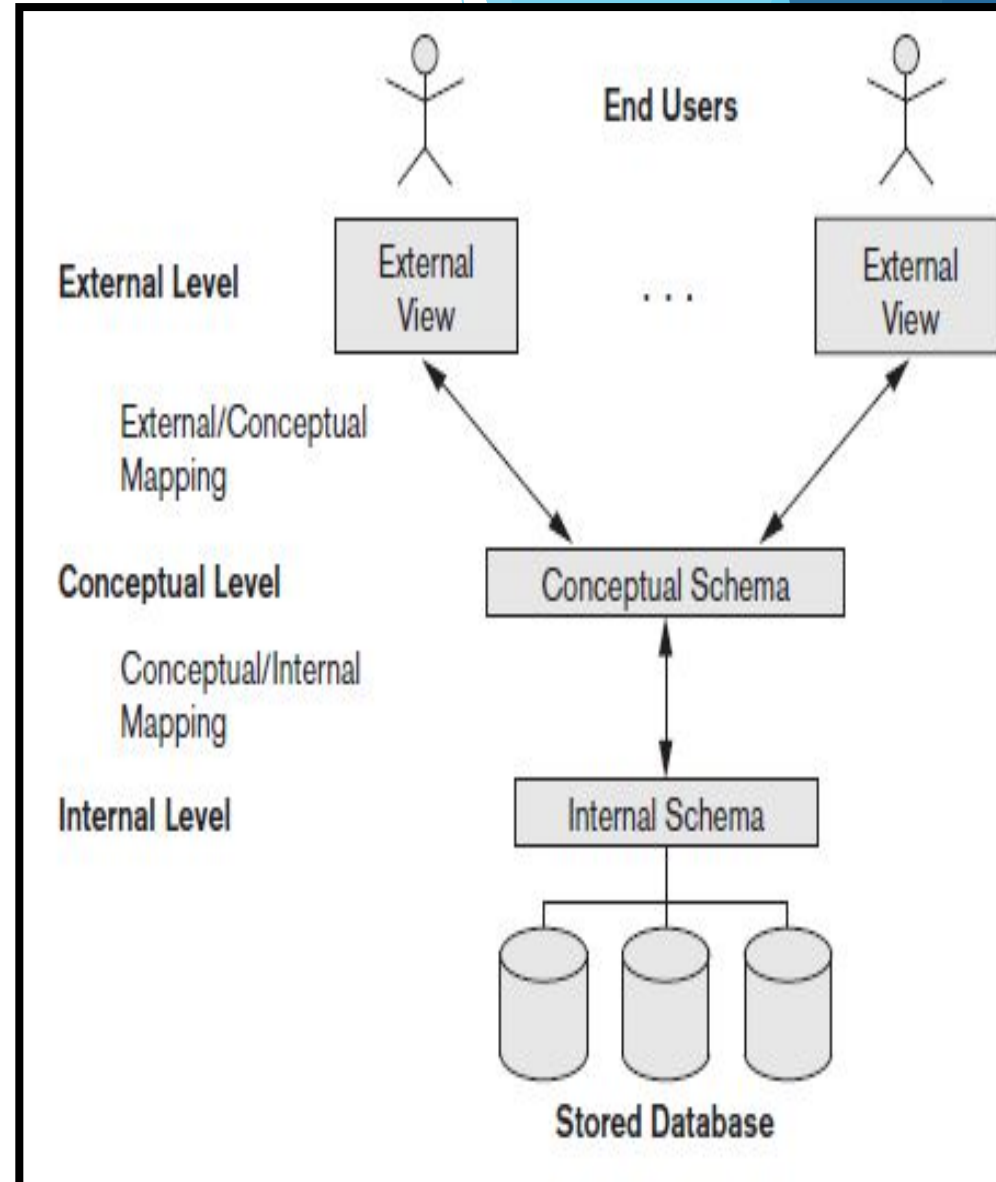 End Users
External Level
External
View
. . .
External
View
External/Conceptual
Mapping
Conceptual Level
Conceptual Schema
Conceptual/Internal
Mapping
Internal Level
Internal Schema
Stored Database